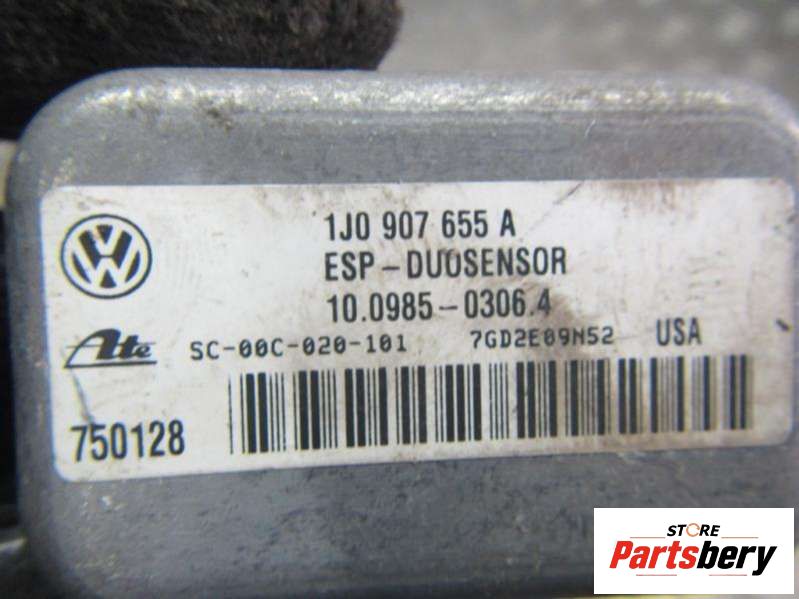 1J0 907 655 A
ESP-DUOSENSOR
10.0985-0306.4
Ate SC-00C-020-101 7GD2E09N52 USA
750128
STORE
Partsbery